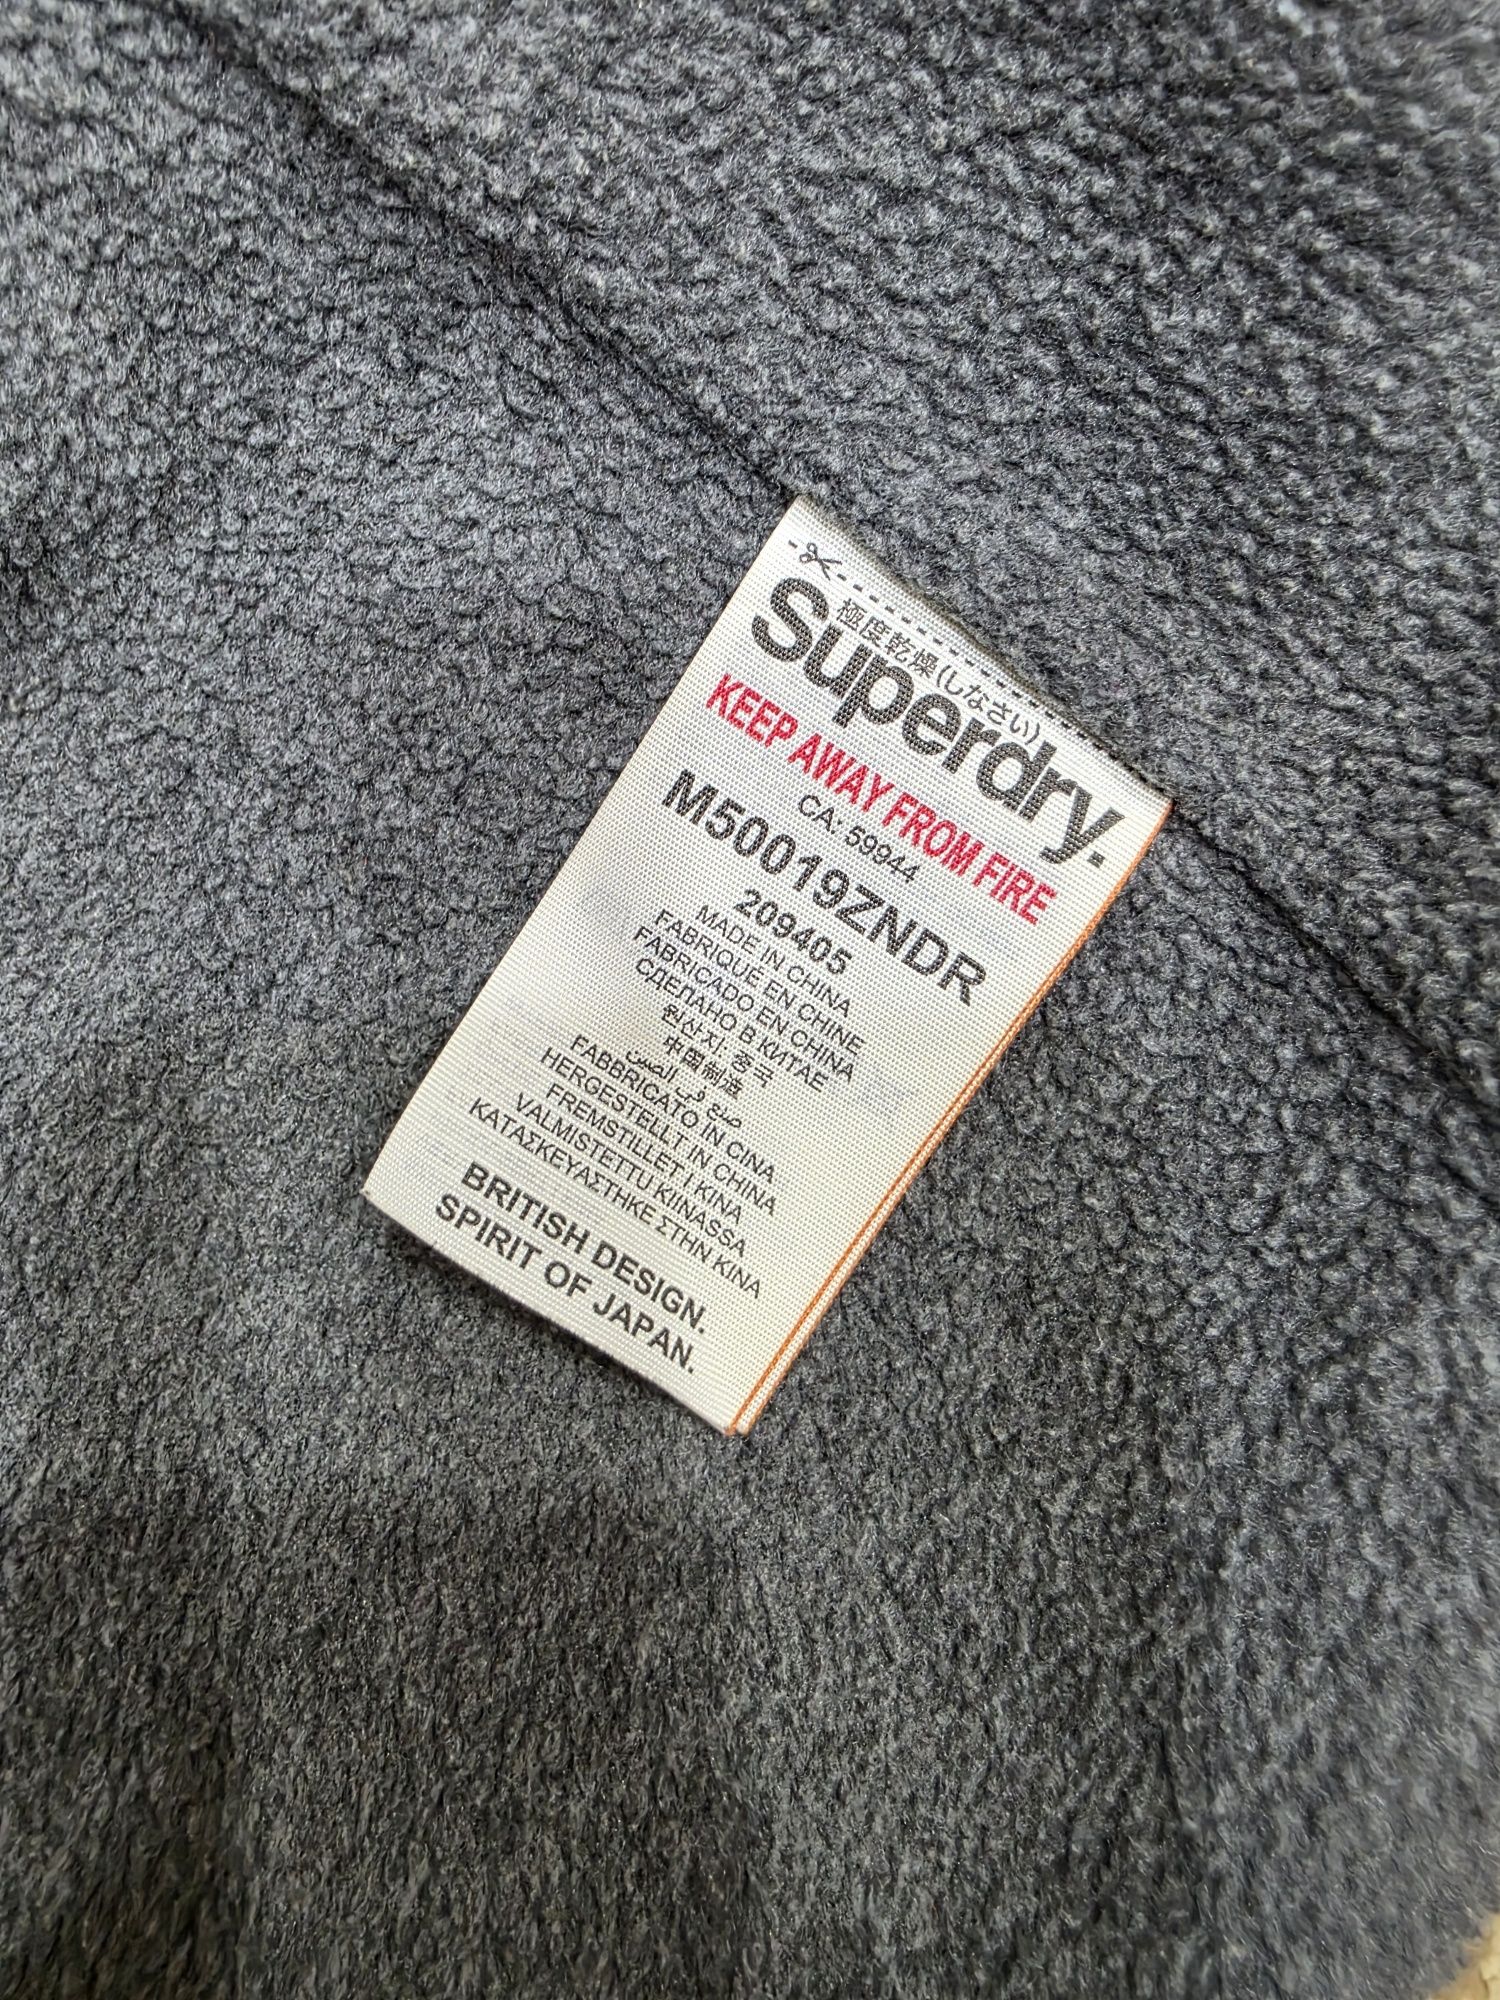 極度乾燥(しなさい)
Superdry.
KEEP AWAY FROM FIRE
CA: 59944
M50019ZNDR
209405
MADE IN CHINA
FABRIQUÉ EN CHINE
FABRICADO EN CHINA
СДЕЛАНО В КИТАЕ
원산지: 중국
中国制造
صنع في الصين
FABBRICATO IN CINA
HERGESTELLT IN CHINA
FREMSTILLET I KINA
VALMISTETTU KIINASSA
ΚΑΤΑΣΚΕΥΑΣΤΗΚΕ ΣΤΗΝ ΚΙΝΑ
BRITISH DESIGN.
SPIRIT OF JAPAN.